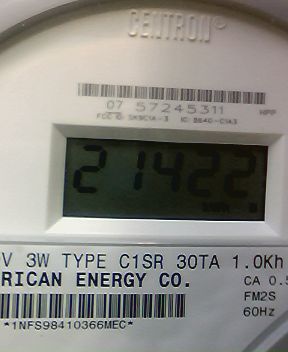 CENTRON®
07 57245311 HPP
21422
V 3W TYPE C1SR 30TA 1.0Kh
RICAN ENERGY CO.
CA 0.5
FM2S
*1NFS98410366MEC*
60Hz